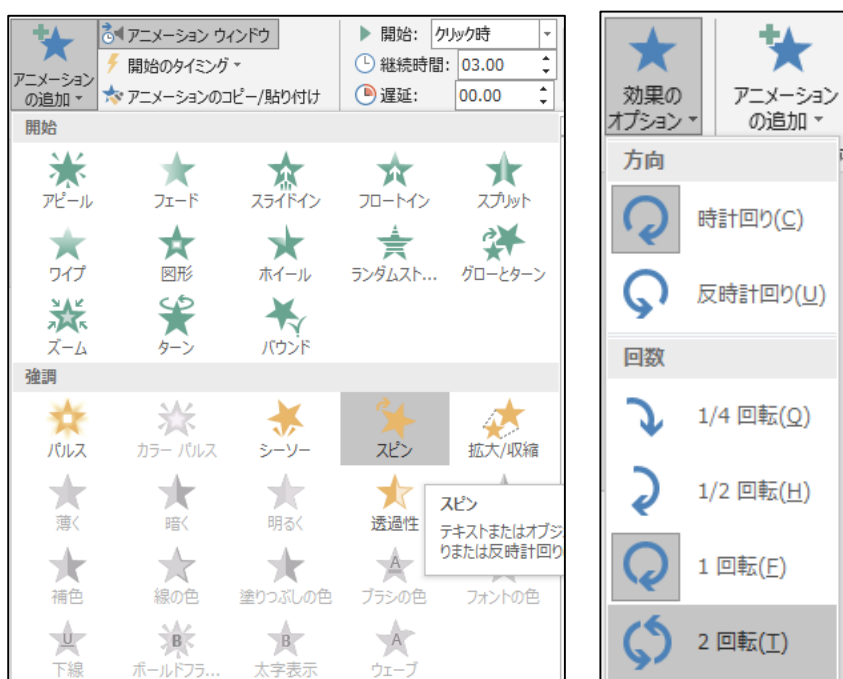 アニメーション の追加
アニメーション ウィンドウ
開始のタイミング
アニメーションのコピー/貼り付け
開始: クリック時
継続時間: 03.00
遅延: 00.00
開始
アピール フェード スライドイン フロートイン スプリット
ワイプ 図形 ホイール ランダムスト... グローとターン
ズーム ターン バウンド
強調
パルス カラー パルス シーソー スピン 拡大/収縮
薄く 暗く 明るく 透過性
スピン
テキストまたはオブジ
りまたは反時計回り
補色 線の色 塗りつぶしの色 ブラシの色 フォントの色
下線 ボールドフラ... 太字表示 ウェーブ
効果の
オプション
アニメーション
の追加
方向
時計回り(C)
反時計回り(U)
回数
1/4 回転(Q)
1/2 回転(H)
1 回転(F)
2 回転(T)